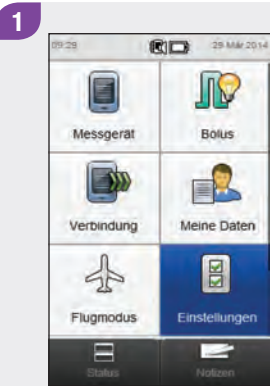 1
09:29 29 Mär 2014
Messgerät Bolus
Verbindung Meine Daten
Flugmodus Einstellungen
Status Notizen